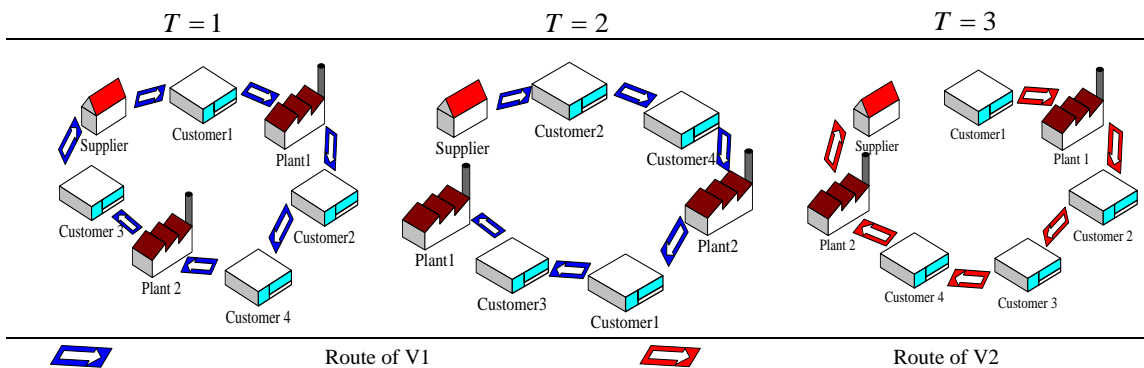 T = 1 T = 2 T = 3
Supplier
Customer1
Plant1
Customer2
Customer 4
Plant 2
Customer 3
Supplier
Customer2
Customer4
Plant2
Customer1
Customer3
Plant1
Customer1
Plant 1
Customer 2
Customer 3
Customer 4
Plant 2
Supplier
Route of V1 Route of V2